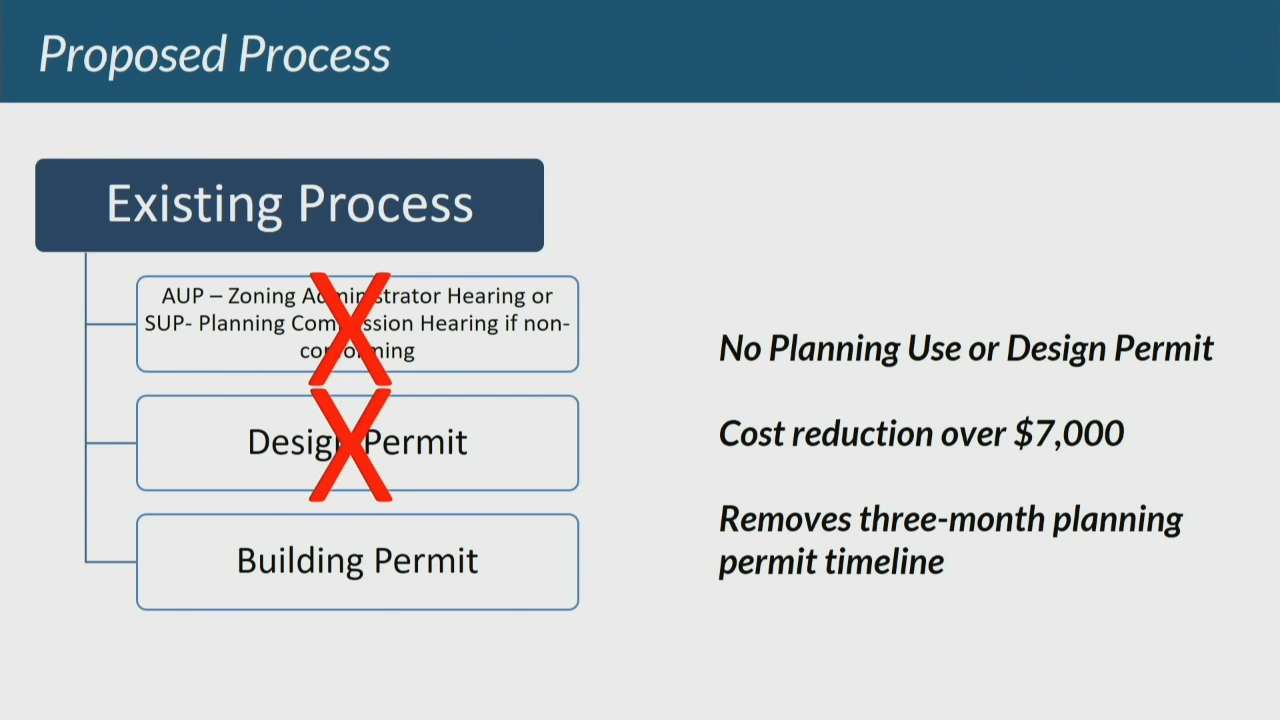 Proposed Process
Existing Process
AUP – Zoning Administrator Hearing or
SUP- Planning Commission Hearing if non-
conforming
Design Permit
Building Permit
No Planning Use or Design Permit
Cost reduction over $7,000
Removes three-month planning
permit timeline